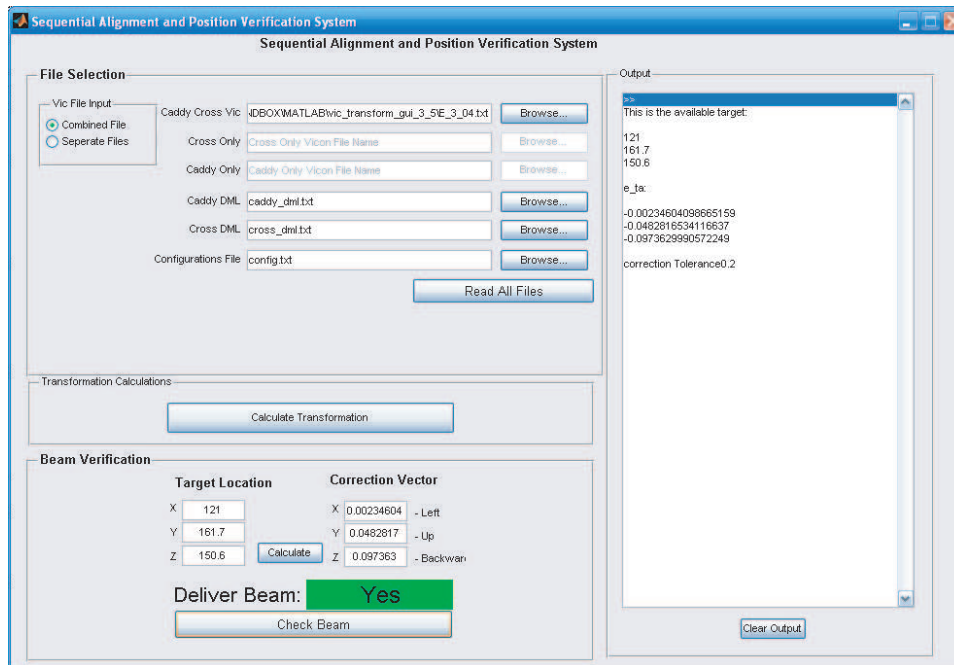 Sequential Alignment and Position Verification System
Sequential Alignment and Position Verification System
File Selection
Vic File Input
Combined File
Seperate Files
Caddy Cross Vic
\DBOX\MATLAB\vic_transform_gui_3_5\E_3_04.txt
Browse...
Cross Only
Cross Only Vicon File Name
Browse...
Caddy Only
Caddy Only Vicon File Name
Browse...
Caddy DML
caddy_dml.txt
Browse...
Cross DML
cross_dml.txt
Browse...
Configurations File
config.txt
Browse...
Read All Files
Transformation Calculations
Calculate Transformation
Beam Verification
Target Location
X 121
Y 161.7
Z 150.6
Calculate
Correction Vector
X 0.00234604 - Left
Y 0.0482817 - Up
Z 0.097363 - Backward
Deliver Beam: Yes
Check Beam
Output
>>
This is the available target:
121
161.7
150.6
e_ta:
-0.00234604098665159
-0.0482816534116637
-0.0973629990572249
correction Tolerance0.2
Clear Output